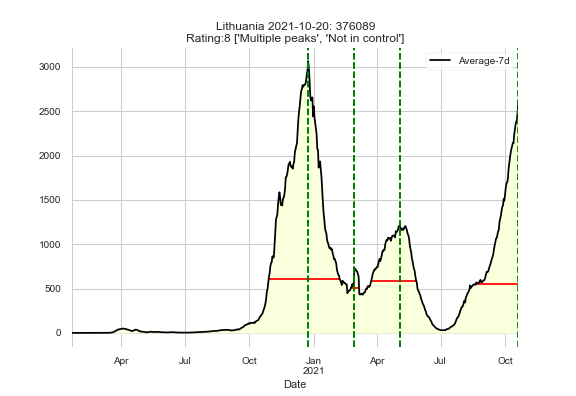 Lithuania 2021-10-20: 376089
Rating:8 ['Multiple peaks', 'Not in control']
Average-7d
3000
2500
2000
1500
1000
500
0
Apr
Jul
Oct
Jan
2021
Apr
Jul
Oct
Date